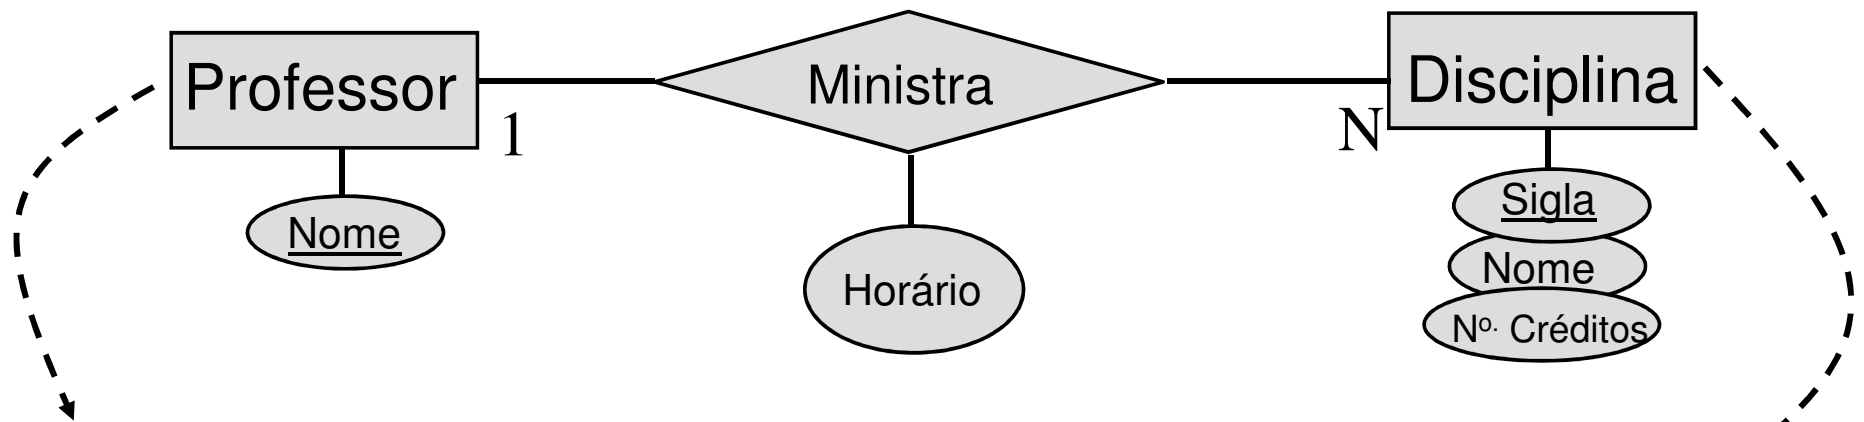 Professor
Ministra
Disciplina
1
N
Nome
Horário
Sigla
Nome
Nº. Créditos